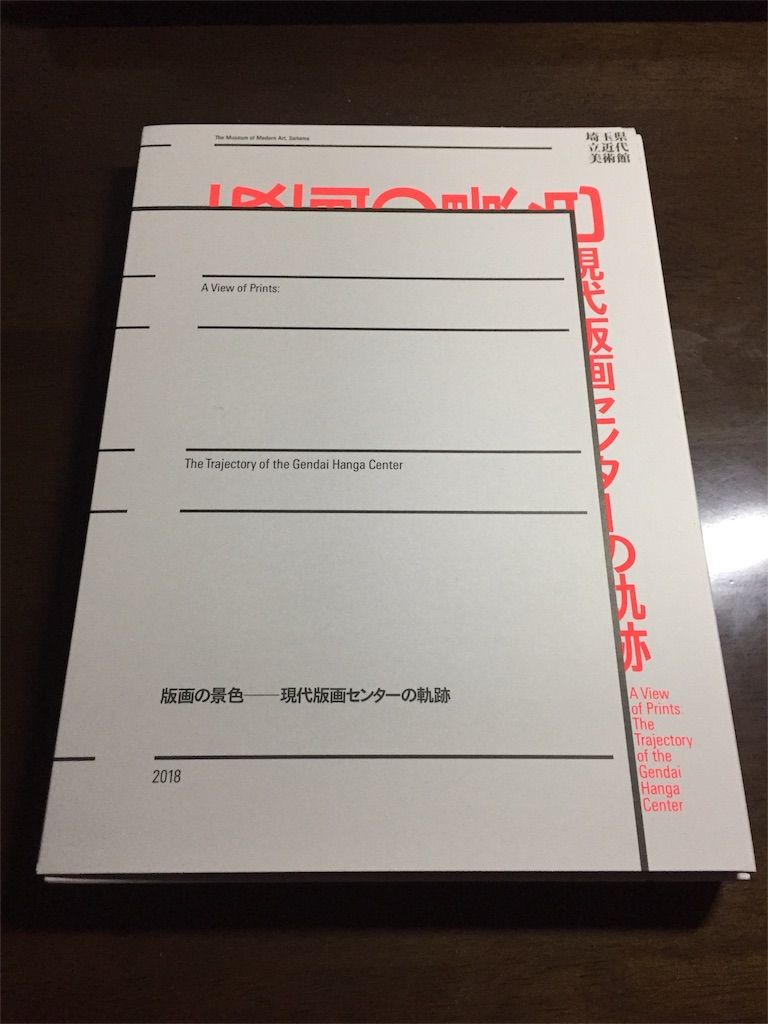 The Museum of Modern Art, Saitama
埼玉県
立近代
美術館
現代版画センターの軌跡
A View of Prints:
The Trajectory of the Gendai Hanga Center
版画の景色——現代版画センターの軌跡
2018
A View
of Prints:
The
Trajectory
of the
Gendai
Hanga
Center